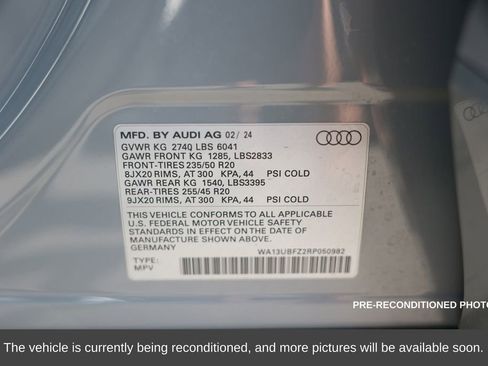 MFD. BY AUDI AG 02/ 24
GVWR KG 2740 LBS 6041
GAWR FRONT KG 1285, LBS2833
FRONT-TIRES 235/50 R20
8JX20 RIMS, AT 300 KPA, 44 PSI COLD
GAWR REAR KG 1540, LBS3395
REAR-TIRES 255/45 R20
9JX20 RIMS, AT 300 KPA, 44 PSI COLD
THIS VEHICLE CONFORMS TO ALL APPLICABLE
U.S. FEDERAL MOTOR VEHICLE SAFETY
STANDARDS IN EFFECT ON THE DATE OF
MANUFACTURE SHOWN ABOVE.
GERMANY WA13UBFZ2RP050982
TYPE:
MPV
PRE-RECONDITIONED PHOTO
The vehicle is currently being reconditioned, and more pictures will be available soon.